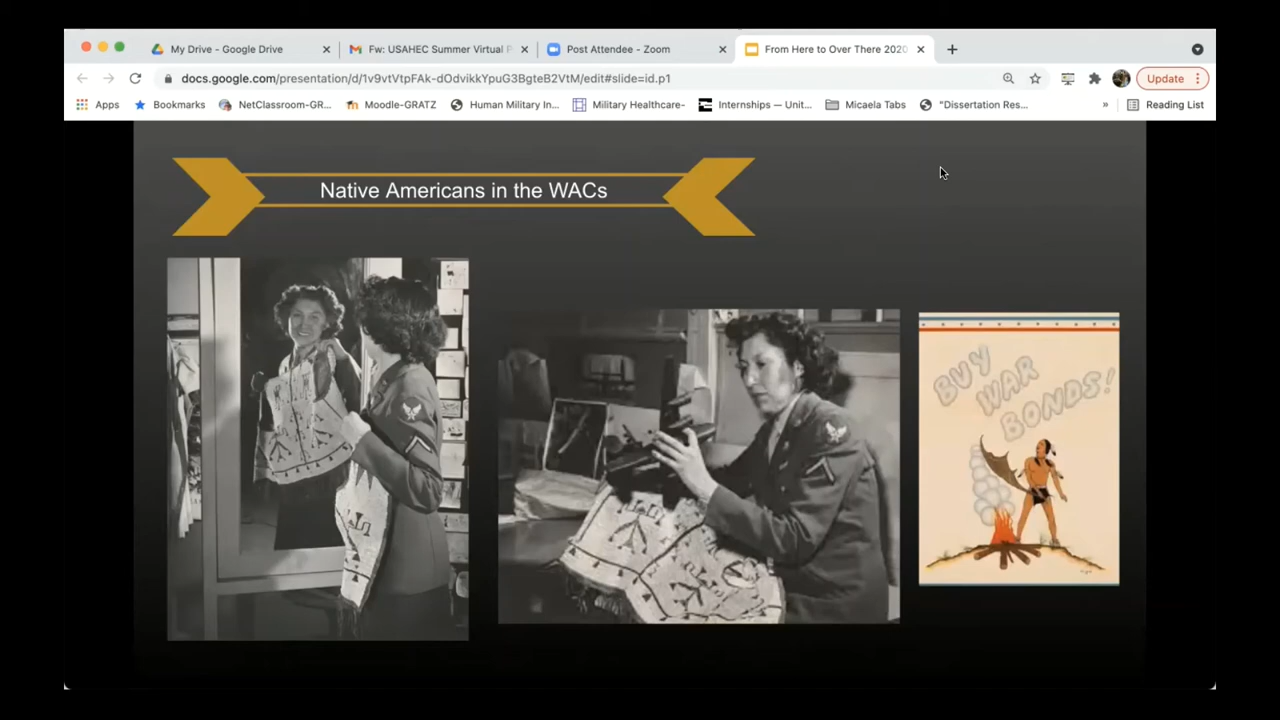 My Drive - Google Drive
Fw: USAHEC Summer Virtual
Post Attendee - Zoom
From Here to Over There 2020
docs.google.com/presentation/d/1v9vtVtpFAk-dOdvikkYpuG3BgteB2VtM/edit#slide=id.p1
Update
Apps
Bookmarks
NetClassroom-GR...
Moodle-GRATZ
Human Military In...
Military Healthcare-
Internships — Unit...
Micaela Tabs
"Dissertation Res...
»
Reading List
Native Americans in the WACs
BUY
WAR
BONDS!